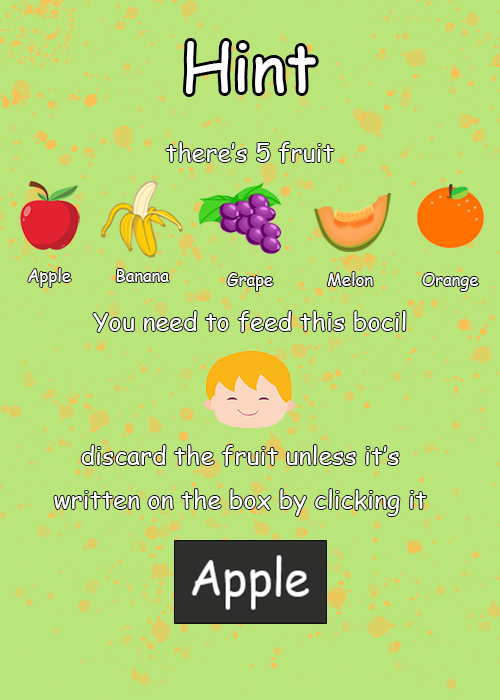 Hint
there's 5 fruit
Apple Banana Grape Melon Orange
You need to feed this bocil
discard the fruit unless it's
written on the box by clicking it
Apple